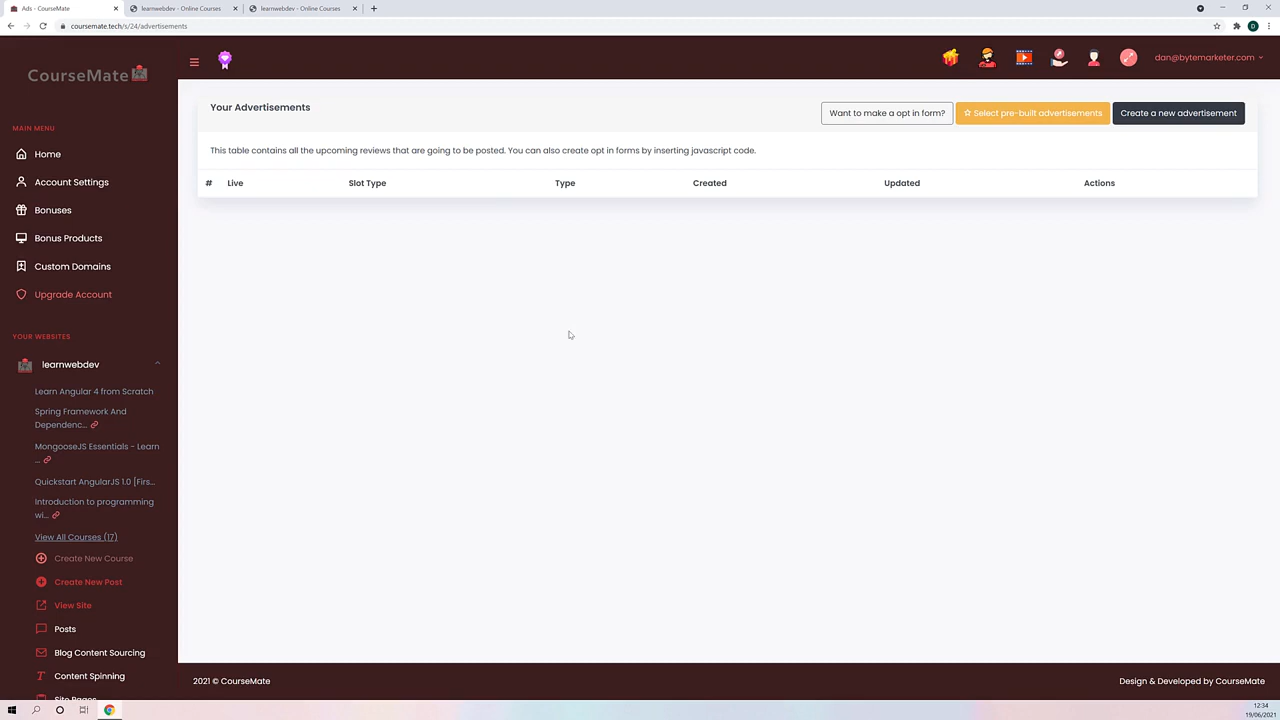 Ads - CourseMate
learnwebdev - Online Courses
learnwebdev - Online Courses
coursemate.tech/s/24/advertisements
CourseMate
dan@bytemarketer.com
MAIN MENU
Home
Account Settings
Bonuses
Bonus Products
Custom Domains
Upgrade Account
YOUR WEBSITES
learnwebdev
Learn Angular 4 from Scratch
Spring Framework And
Dependenc...
MongooseJS Essentials - Learn
...
Quickstart AngularJS 1.0 [Firs...
Introduction to programming
wi...
View All Courses (17)
Create New Course
Create New Post
View Site
Posts
Blog Content Sourcing
Content Spinning
Site Pages
Your Advertisements
Want to make a opt in form?
Select pre-built advertisements
Create a new advertisement
This table contains all the upcoming reviews that are going to be posted. You can also create opt in forms by inserting javascript code.
# Live Slot Type Type Created Updated Actions
2021 © CourseMate
Design & Developed by CourseMate
12:34
19/06/2021